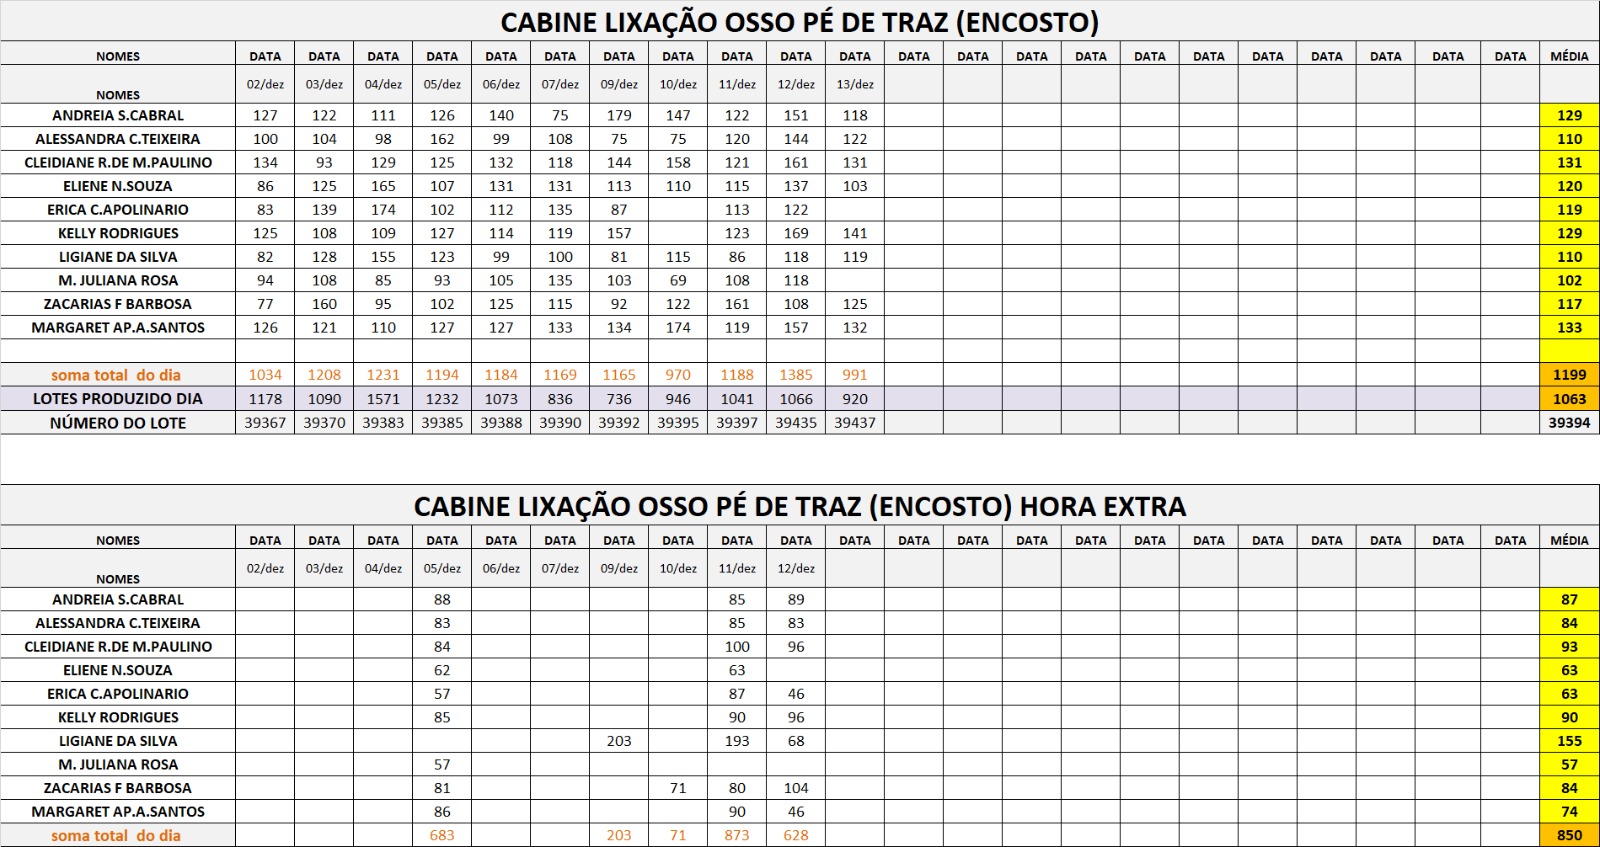 CABINE LIXAÇÃO OSSO PÉ DE TRAZ (ENCOSTO)
NOMES DATA DATA DATA DATA DATA DATA DATA DATA DATA DATA DATA DATA DATA DATA DATA DATA DATA DATA DATA DATA DATA DATA MÉDIA
NOMES 02/dez 03/dez 04/dez 05/dez 06/dez 07/dez 09/dez 10/dez 11/dez 12/dez 13/dez
ANDREIA S.CABRAL 127 122 111 126 140 75 179 147 122 151 118 129
ALESSANDRA C.TEIXEIRA 100 104 98 162 99 108 75 75 120 144 122 110
CLEIDIANE R.DE M.PAULINO 134 93 129 125 132 118 144 158 121 161 131 131
ELIENE N.SOUZA 86 125 165 107 131 131 113 110 115 137 103 120
ERICA C.APOLINARIO 83 139 174 102 112 135 87 113 122 119
KELLY RODRIGUES 125 108 109 127 114 119 157 123 169 141 129
LIGIANE DA SILVA 82 128 155 123 99 100 81 115 86 118 119 110
M. JULIANA ROSA 94 108 85 93 105 135 103 69 108 118 102
ZACARIAS F BARBOSA 77 160 95 102 125 115 92 122 161 108 125 117
MARGARET AP.A.SANTOS 126 121 110 127 127 133 134 174 119 157 132 133
soma total do dia 1034 1208 1231 1194 1184 1169 1165 970 1188 1385 991 1199
LOTES PRODUZIDO DIA 1178 1090 1571 1232 1073 836 736 946 1041 1066 920 1063
NÚMERO DO LOTE 39367 39370 39383 39385 39388 39390 39392 39395 39397 39435 39437 39394
CABINE LIXAÇÃO OSSO PÉ DE TRAZ (ENCOSTO) HORA EXTRA
NOMES DATA DATA DATA DATA DATA DATA DATA DATA DATA DATA DATA DATA DATA DATA DATA DATA DATA DATA DATA DATA DATA DATA MÉDIA
NOMES 02/dez 03/dez 04/dez 05/dez 06/dez 07/dez 09/dez 10/dez 11/dez 12/dez
ANDREIA S.CABRAL 88 85 89 87
ALESSANDRA C.TEIXEIRA 83 85 83 84
CLEIDIANE R.DE M.PAULINO 84 100 96 93
ELIENE N.SOUZA 62 63 63
ERICA C.APOLINARIO 57 87 46 63
KELLY RODRIGUES 85 90 96 90
LIGIANE DA SILVA 203 193 68 155
M. JULIANA ROSA 57 57
ZACARIAS F BARBOSA 81 71 80 104 84
MARGARET AP.A.SANTOS 86 90 46 74
soma total do dia 683 203 71 873 628 850